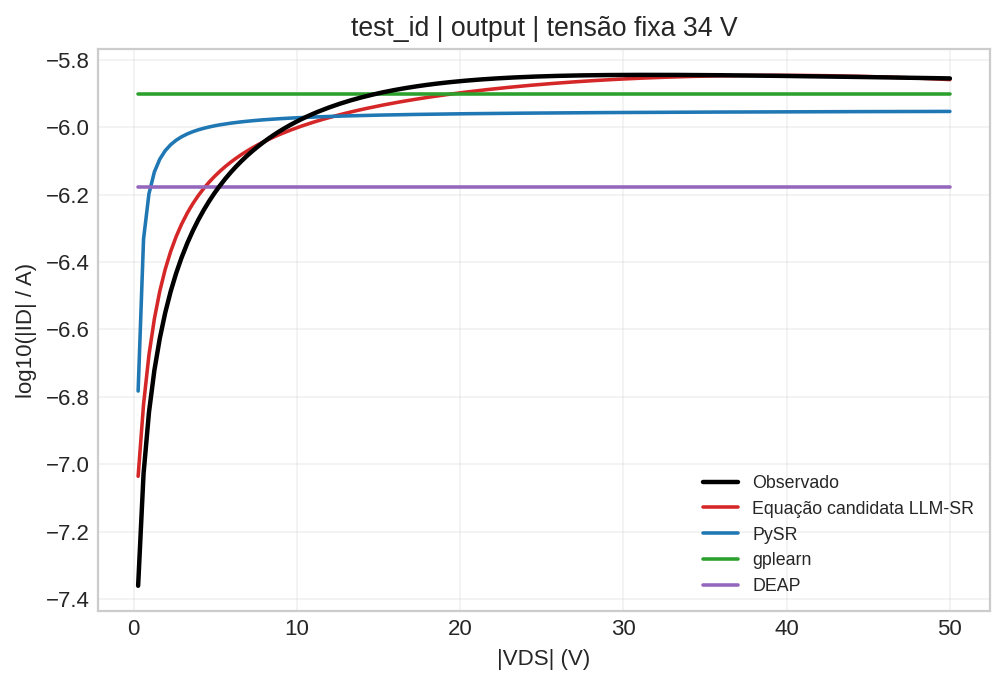 test_id | output | tensão fixa 34 V
log10(|ID| / A)
−5.8
−6.0
−6.2
−6.4
−6.6
−6.8
−7.0
−7.2
−7.4
Observado
Equação candidata LLM-SR
PySR
gplearn
DEAP
0 10 20 30 40 50
|VDS| (V)